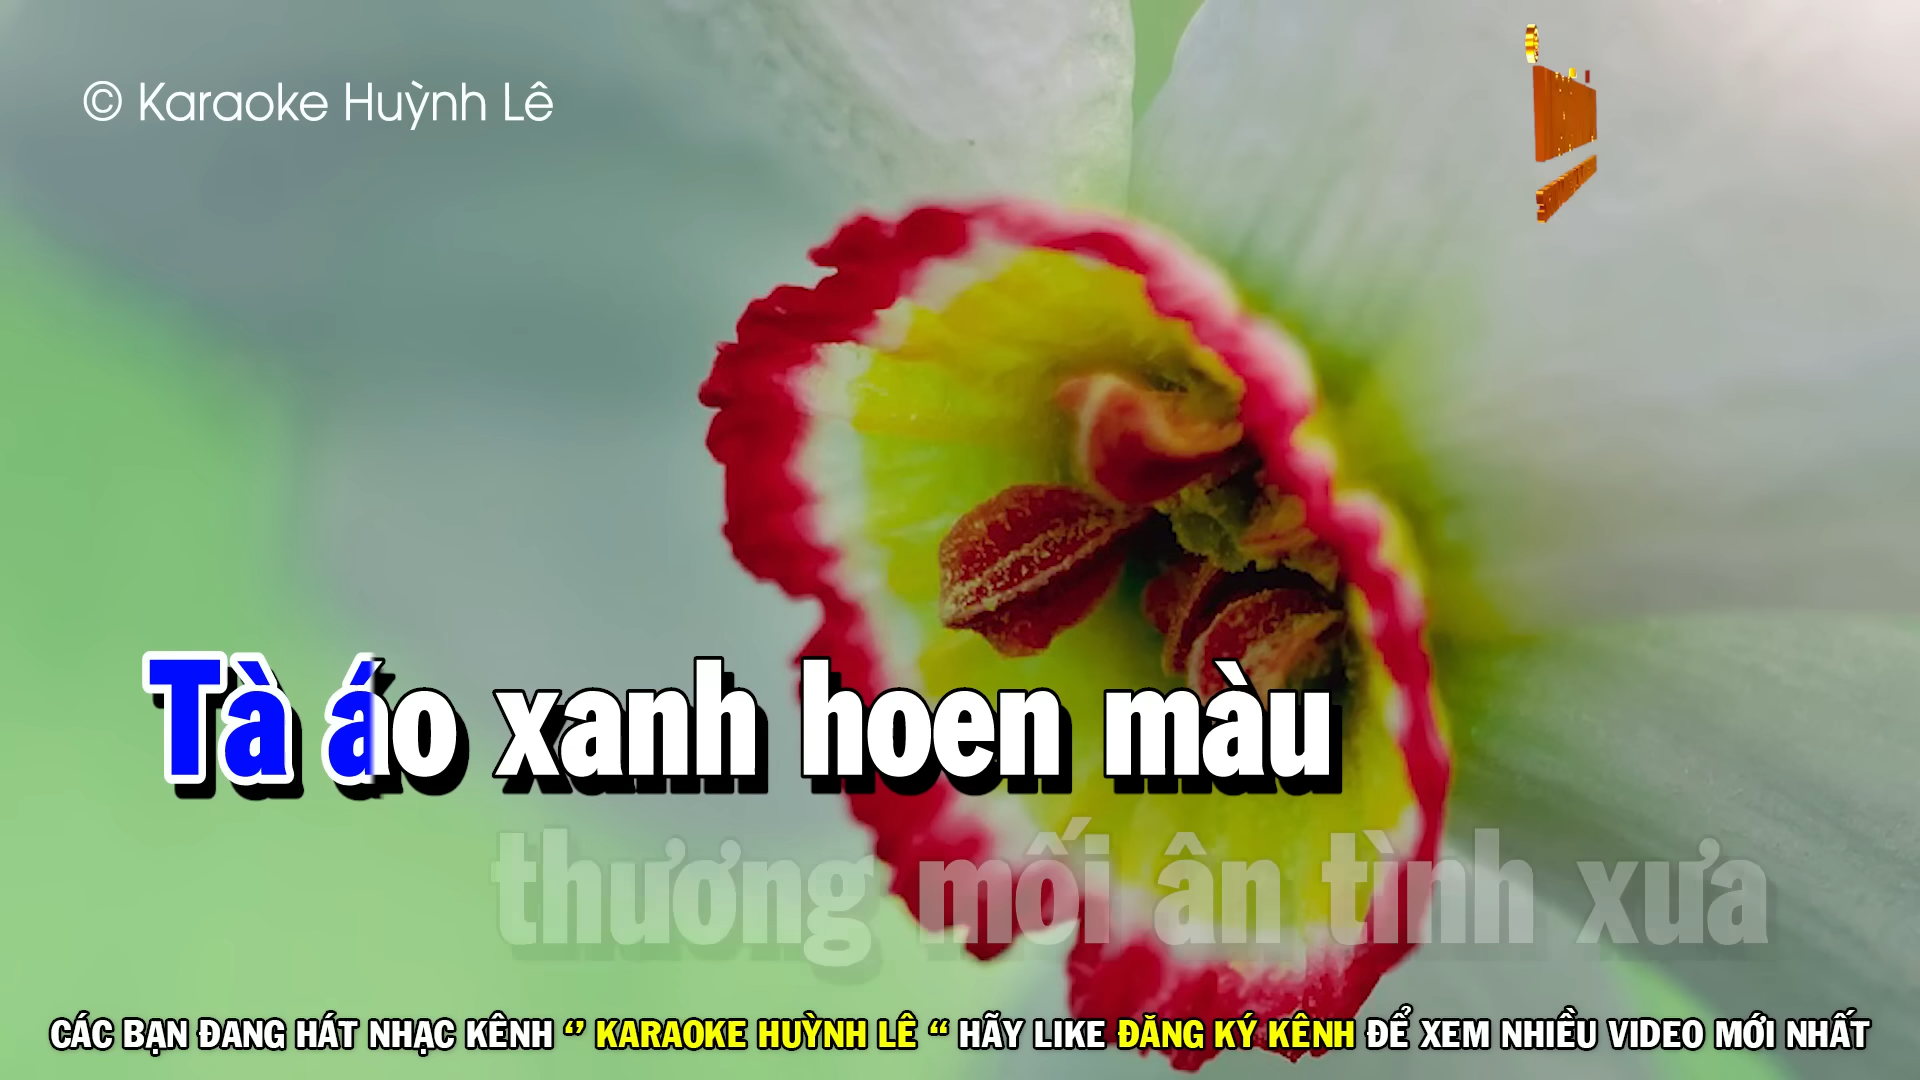 © Karaoke Huỳnh Lê
Tà áo xanh hoen màu
thương mối ân tình xưa
CÁC BẠN ĐANG HÁT NHẠC KÊNH “ KARAOKE HUỲNH LÊ “ HÃY LIKE ĐĂNG KÝ KÊNH ĐỂ XEM NHIỀU VIDEO MỚI NHẤT